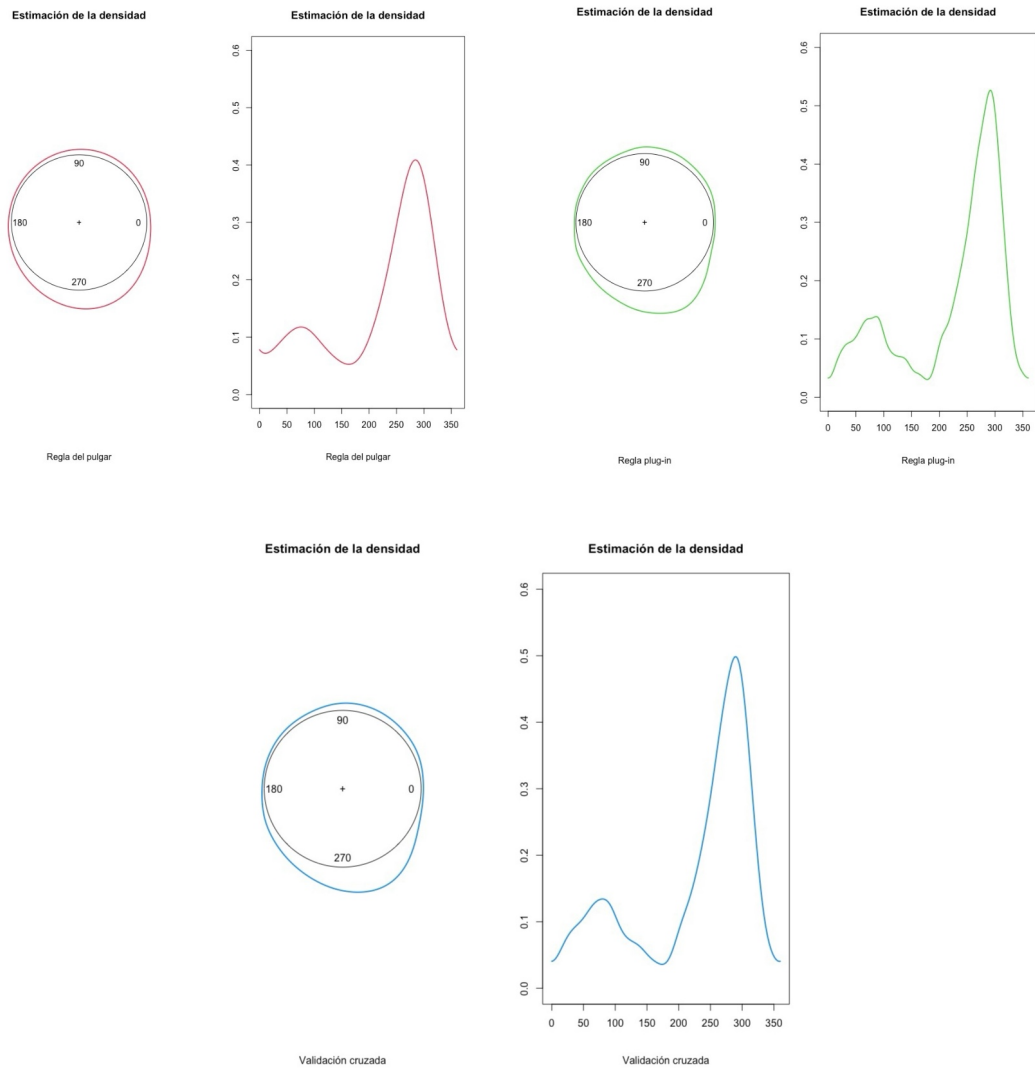 Estimación de la densidad
90
180 + 0
270
Regla del pulgar
Estimación de la densidad
0.6
0.5
0.4
0.3
0.2
0.1
0.0
0 50 100 150 200 250 300 350
Regla del pulgar
Estimación de la densidad
90
180 + 0
270
Regla plug-in
Estimación de la densidad
0.6
0.5
0.4
0.3
0.2
0.1
0.0
0 50 100 150 200 250 300 350
Regla plug-in
Estimación de la densidad
90
180 + 0
270
Validación cruzada
Estimación de la densidad
0.6
0.5
0.4
0.3
0.2
0.1
0.0
0 50 100 150 200 250 300 350
Validación cruzada